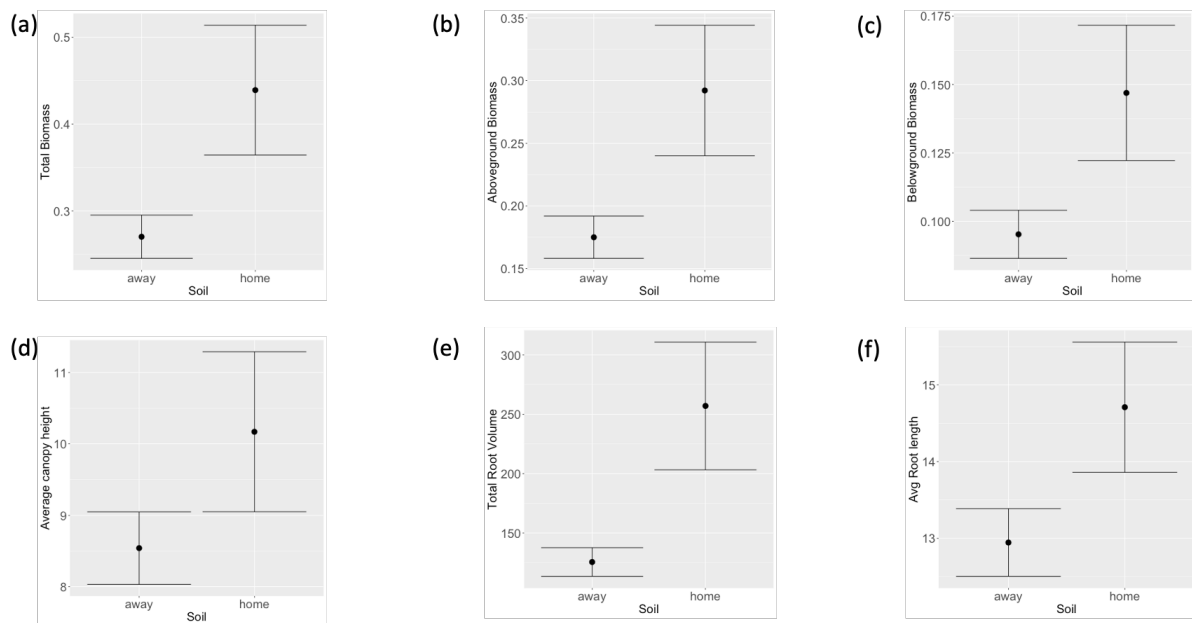 (a)
Total Biomass
0.5
0.4
0.3
away home
Soil
(b)
Aboveground Biomass
0.35
0.30
0.25
0.20
0.15
away home
Soil
(c)
Belowground Biomass
0.175
0.150
0.125
0.100
away home
Soil
(d)
Average canopy height
11
10
9
8
away home
Soil
(e)
Total Root Volume
300
250
200
150
away home
Soil
(f)
Avg Root length
15
14
13
away home
Soil